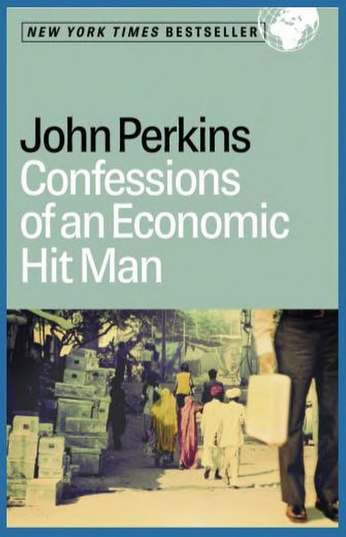 NEW YORK TIMES BESTSELLER
John Perkins
Confessions
of an Economic
Hit Man